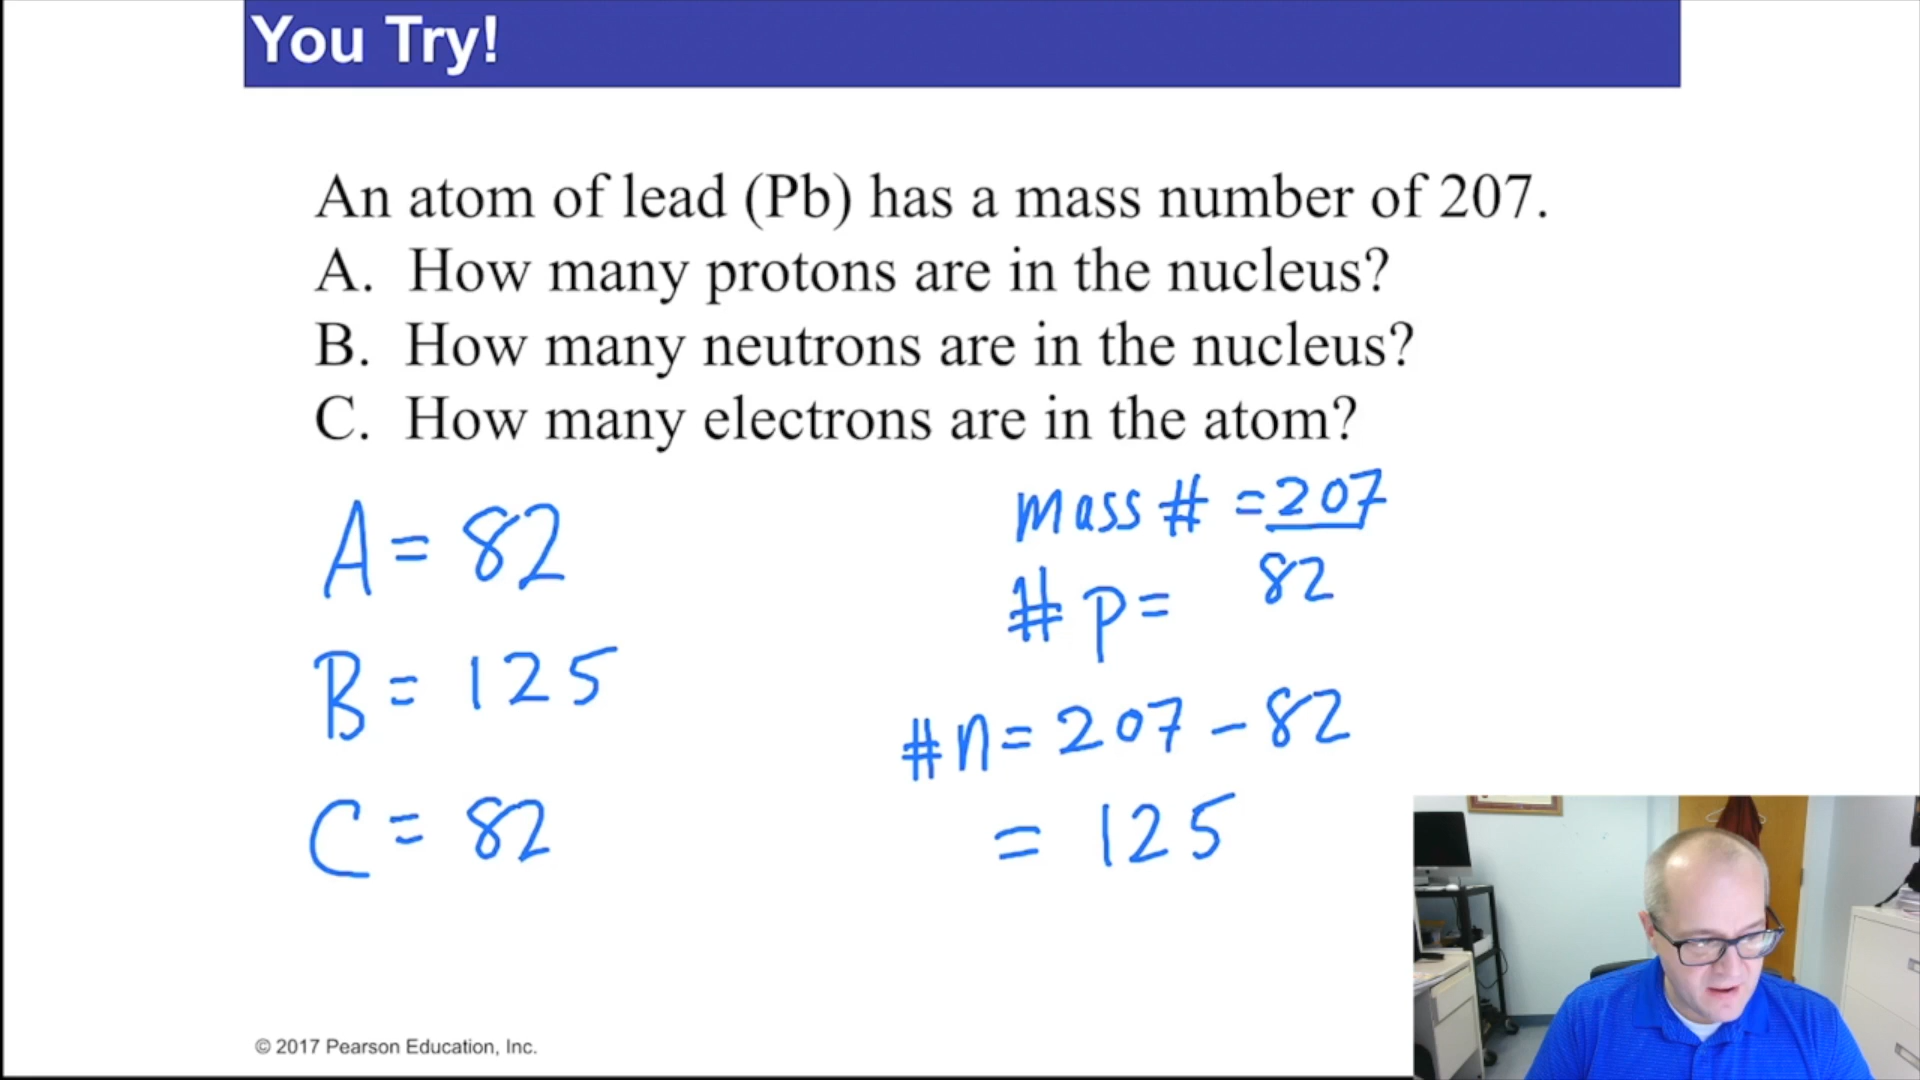 You Try!
An atom of lead (Pb) has a mass number of 207.
A. How many protons are in the nucleus?
B. How many neutrons are in the nucleus?
C. How many electrons are in the atom?
A = 82
B = 125
C = 82
mass # = 207
# p = 82
# n = 207 - 82
= 125
© 2017 Pearson Education, Inc.